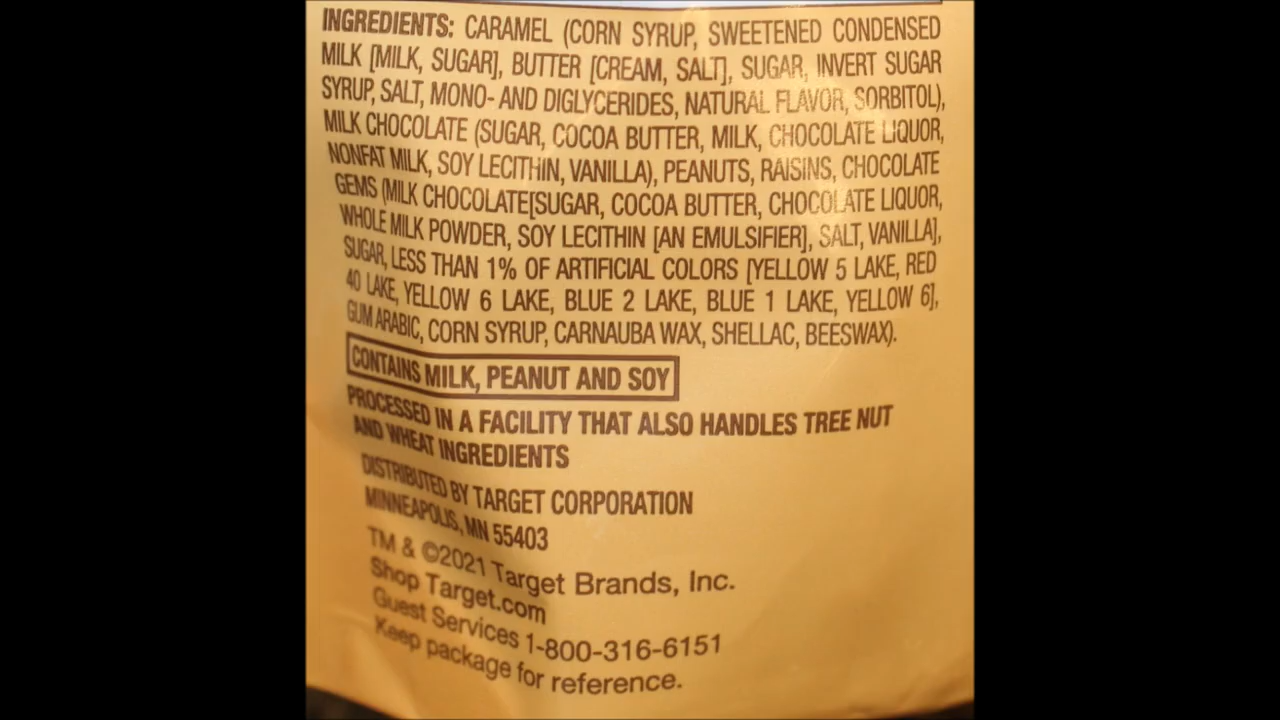 INGREDIENTS: CARAMEL (CORN SYRUP, SWEETENED CONDENSED
MILK [MILK, SUGAR], BUTTER [CREAM, SALT], SUGAR, INVERT SUGAR
SYRUP, SALT, MONO- AND DIGLYCERIDES, NATURAL FLAVOR, SORBITOL),
MILK CHOCOLATE (SUGAR, COCOA BUTTER, MILK, CHOCOLATE LIQUOR,
NONFAT MILK, SOY LECITHIN, VANILLA), PEANUTS, RAISINS, CHOCOLATE
GEMS (MILK CHOCOLATE[SUGAR, COCOA BUTTER, CHOCOLATE LIQUOR,
WHOLE MILK POWDER, SOY LECITHIN [AN EMULSIFIER], SALT, VANILLA],
SUGAR, LESS THAN 1% OF ARTIFICIAL COLORS [YELLOW 5 LAKE, RED
40 LAKE, YELLOW 6 LAKE, BLUE 2 LAKE, BLUE 1 LAKE, YELLOW 6],
GUM ARABIC, CORN SYRUP, CARNAUBA WAX, SHELLAC, BEESWAX).
CONTAINS MILK, PEANUT AND SOY
PROCESSED IN A FACILITY THAT ALSO HANDLES TREE NUT
AND WHEAT INGREDIENTS
DISTRIBUTED BY TARGET CORPORATION
MINNEAPOLIS, MN 55403
TM & ©2021 Target Brands, Inc.
Shop Target.com
Guest Services 1-800-316-6151
Keep package for reference.